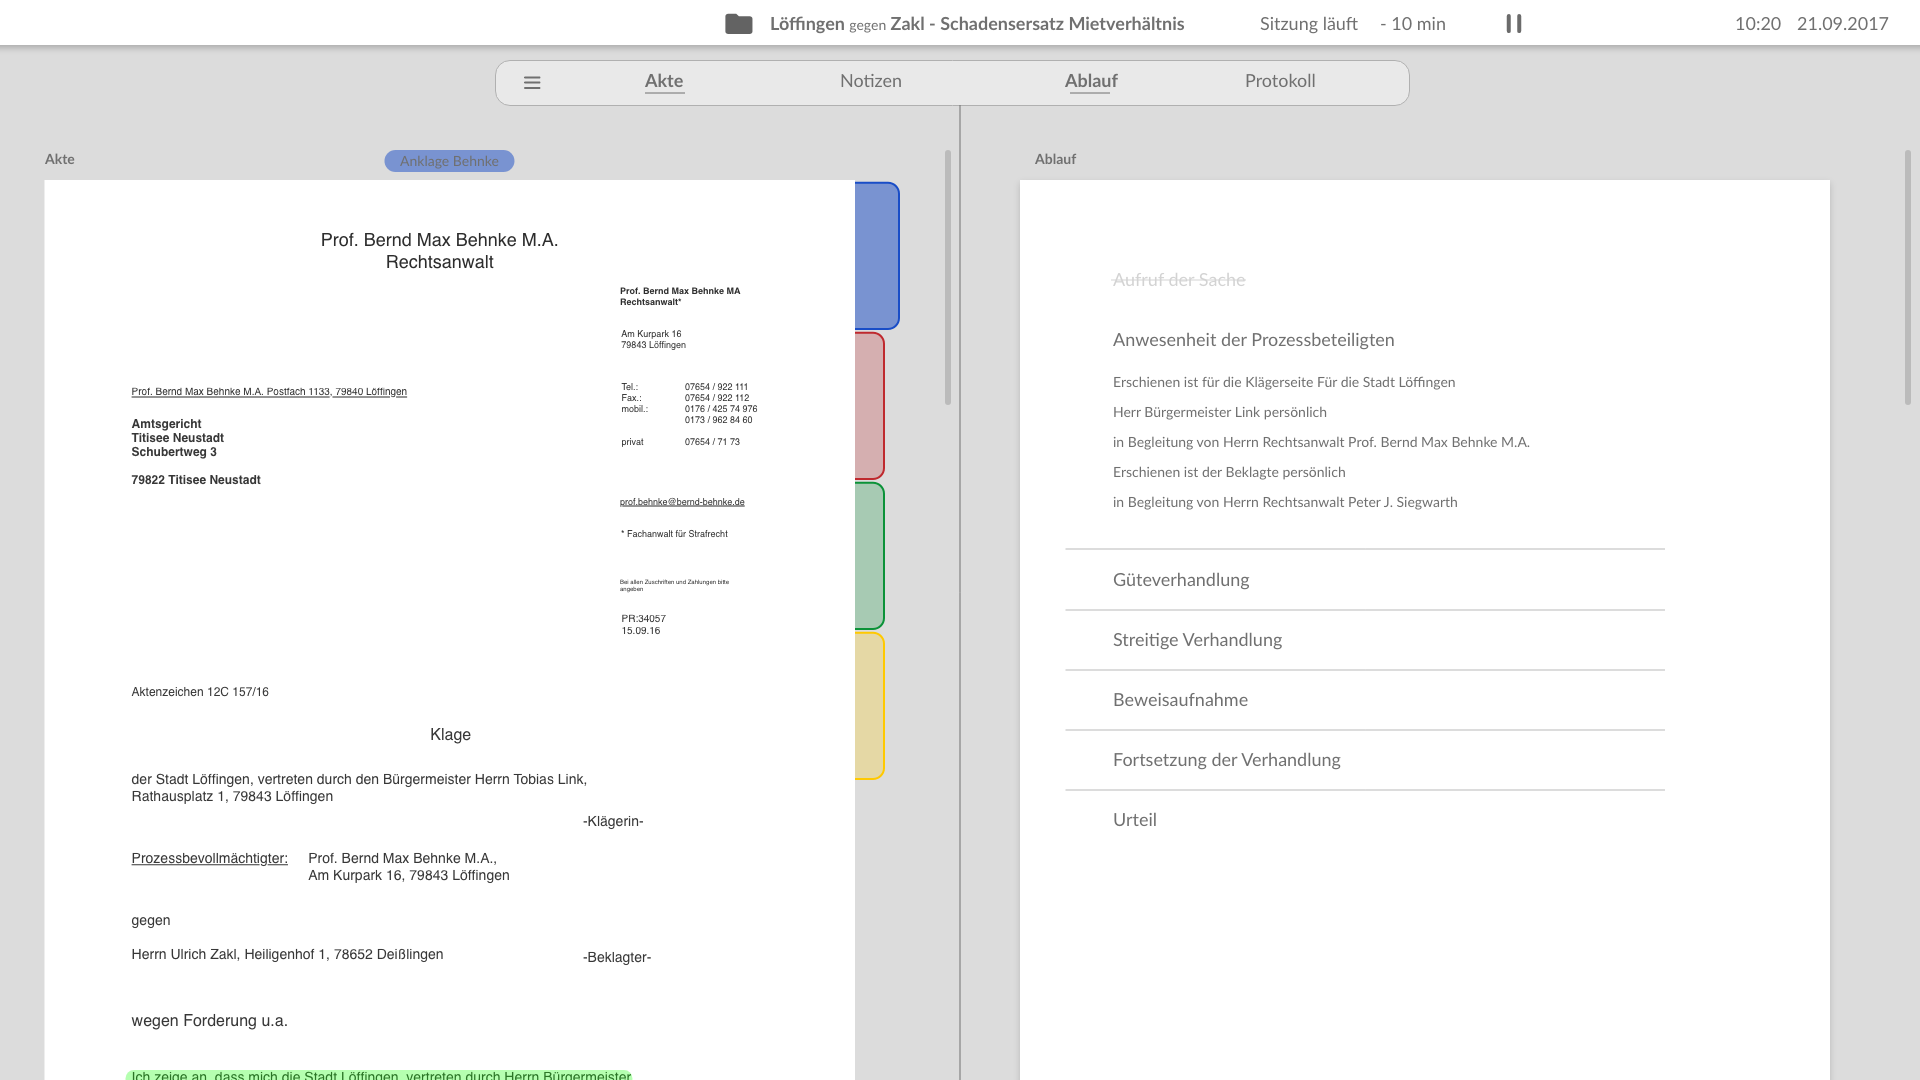 Löffingen gegen Zakl - Schadensersatz Mietverhältnis
Sitzung läuft - 10 min
10:20 21.09.2017
Akte
Notizen
Ablauf
Protokoll
Akte
Anklage Behnke
Prof. Bernd Max Behnke M.A.
Rechtsanwalt
Prof. Bernd Max Behnke MA
Rechtsanwalt*
Am Kurpark 16
79843 Löffingen
Tel.: 07654 / 922 111
Fax.: 07654 / 922 112
mobil.: 0176 / 425 74 976
0173 / 962 84 60
privat 07654 / 71 73
Prof. Bernd Max Behnke M.A. Postfach 1133, 79840 Löffingen
Amtsgericht
Titisee Neustadt
Schubertweg 3
79822 Titisee Neustadt
prof.behnke@bernd-behnke.de
* Fachanwalt für Strafrecht
Bei allen Zuschriften und Zahlungen bitte
angeben
PR:34057
15.09.16
Aktenzeichen 12C 157/16
Klage
der Stadt Löffingen, vertreten durch den Bürgermeister Herrn Tobias Link,
Rathausplatz 1, 79843 Löffingen
-Klägerin-
Prozessbevollmächtigter: Prof. Bernd Max Behnke M.A.,
Am Kurpark 16, 79843 Löffingen
gegen
Herrn Ulrich Zakl, Heiligenhof 1, 78652 Deißlingen
-Beklagter-
wegen Forderung u.a.
Ich zeige an, dass mich die Stadt Löffingen, vertreten durch Herrn Bürgermeister
Ablauf
Aufruf der Sache
Anwesenheit der Prozessbeteiligten
Erschienen ist für die Klägerseite Für die Stadt Löffingen
Herr Bürgermeister Link persönlich
in Begleitung von Herrn Rechtsanwalt Prof. Bernd Max Behnke M.A.
Erschienen ist der Beklagte persönlich
in Begleitung von Herrn Rechtsanwalt Peter J. Siegwarth
Güteverhandlung
Streitige Verhandlung
Beweisaufnahme
Fortsetzung der Verhandlung
Urteil